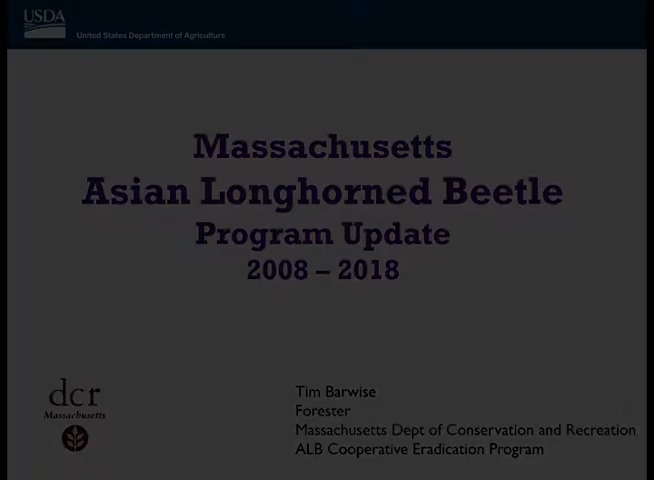 USDA
United States Department of Agriculture
Massachusetts
Asian Longhorned Beetle
Program Update
2008 – 2018
dcr
Massachusetts
Tim Barwise
Forester
Massachusetts Dept of Conservation and Recreation
ALB Cooperative Eradication Program